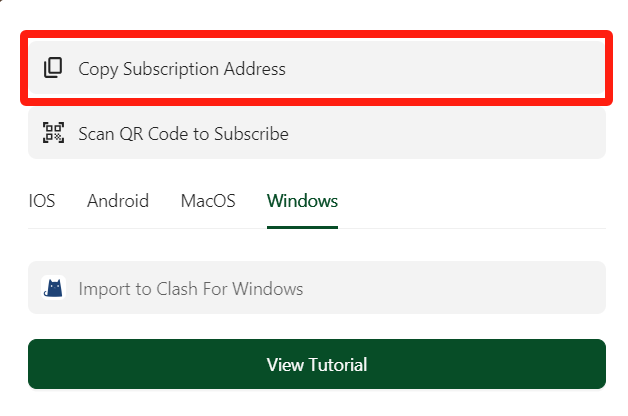 Copy Subscription Address
Scan QR Code to Subscribe
IOS Android MacOS Windows
Import to Clash For Windows
View Tutorial